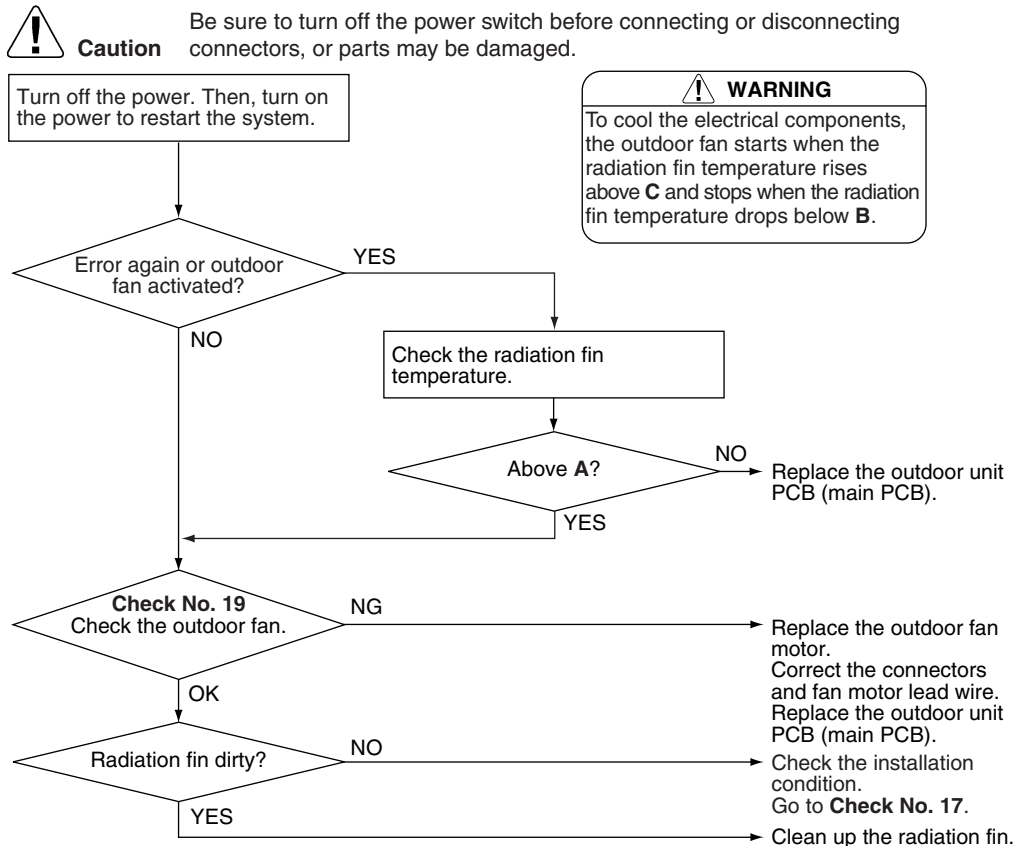 Be sure to turn off the power switch before connecting or disconnecting
Caution connectors, or parts may be damaged.
Turn off the power. Then, turn on
the power to restart the system.
WARNING
To cool the electrical components,
the outdoor fan starts when the
radiation fin temperature rises
above C and stops when the radiation
fin temperature drops below B.
Error again or outdoor
fan activated?
YES
NO
Check the radiation fin
temperature.
Above A?
NO
Replace the outdoor unit
PCB (main PCB).
YES
Check No. 19
Check the outdoor fan.
NG
Replace the outdoor fan
motor.
Correct the connectors
and fan motor lead wire.
Replace the outdoor unit
PCB (main PCB).
OK
Radiation fin dirty?
NO
Check the installation
condition.
Go to Check No. 17.
YES
Clean up the radiation fin.